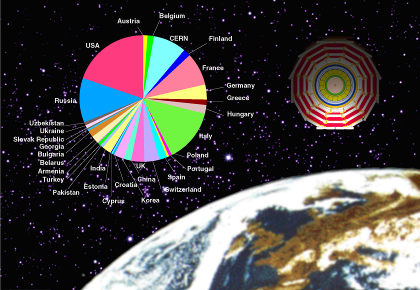 Austria
Belgium
CERN
Finland
France
Germany
Greece
Hungary
Italy
Poland
Portugal
Spain
Switzerland
UK
China
Korea
Croatia
Cyprus
India
Estonia
Pakistan
Turkey
Armenia
Belarus
Bulgaria
Georgia
Slovak Republic
Ukraine
Uzbekistan
Russia
USA